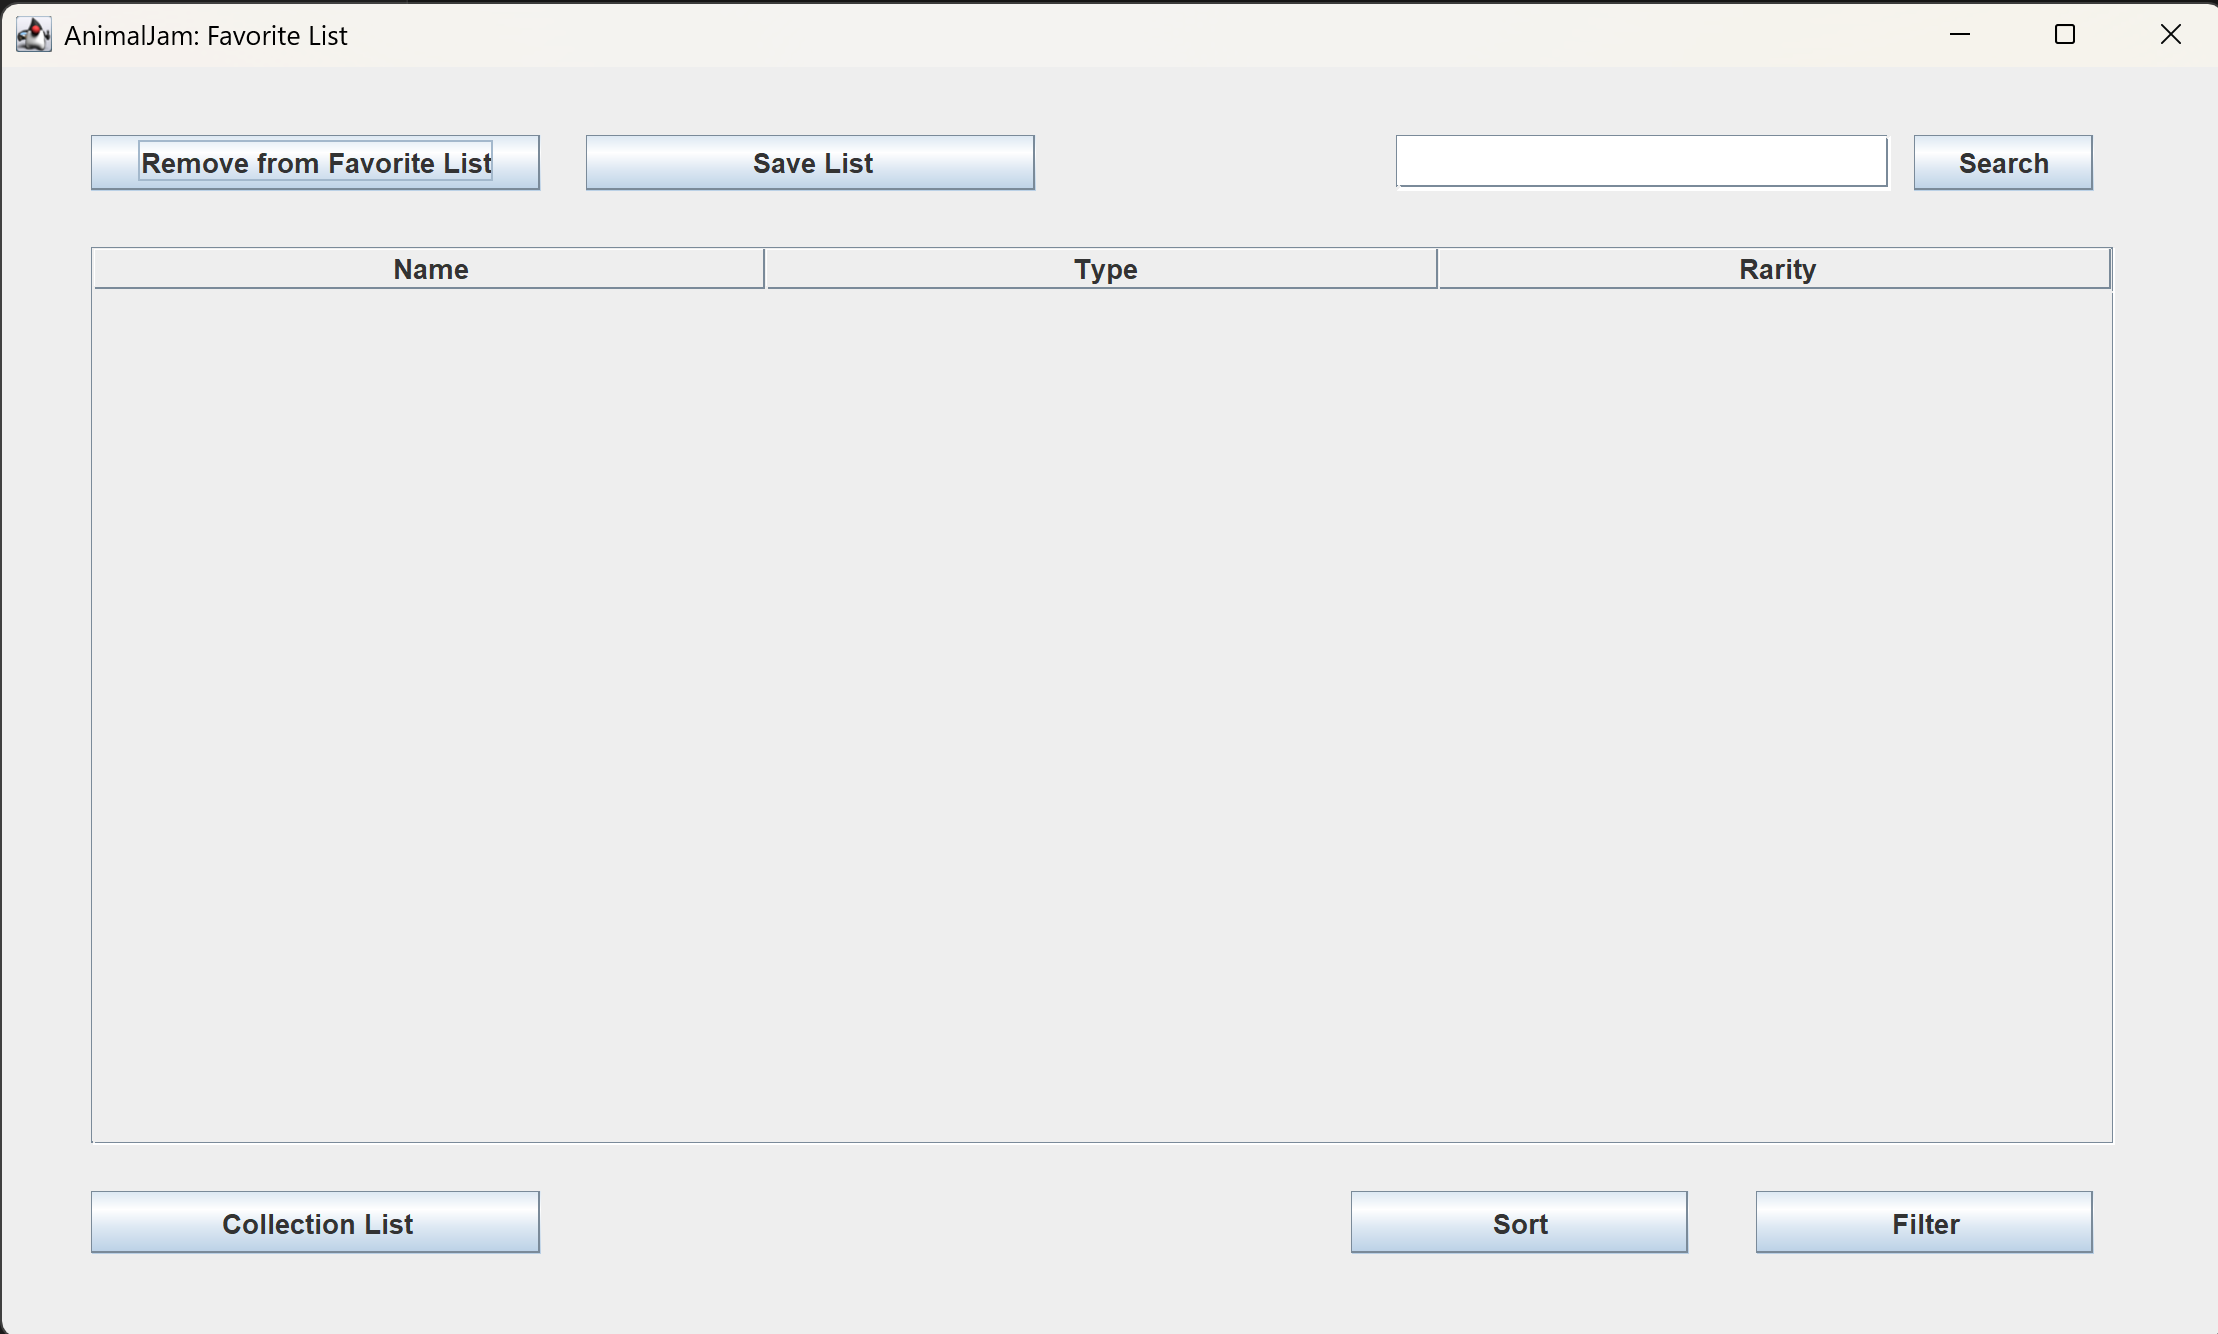 AnimalJam: Favorite List
Remove from Favorite List
Save List
Search
Name
Type
Rarity
Collection List
Sort
Filter